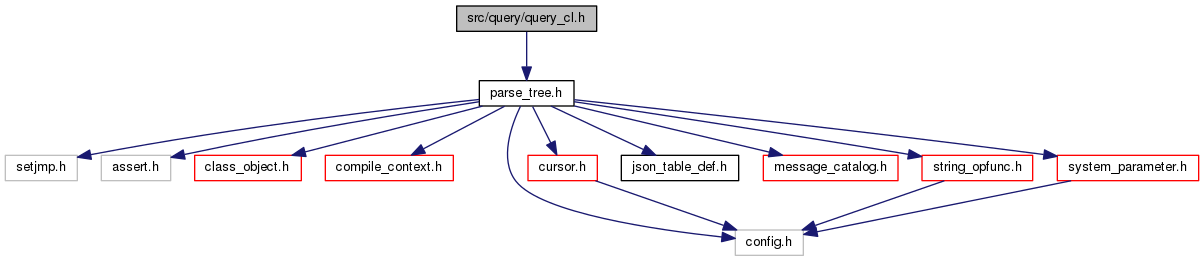 src/query/query_cl.h
parse_tree.h
setjmp.h
assert.h
class_object.h
compile_context.h
cursor.h
json_table_def.h
message_catalog.h
string_opfunc.h
system_parameter.h
config.h